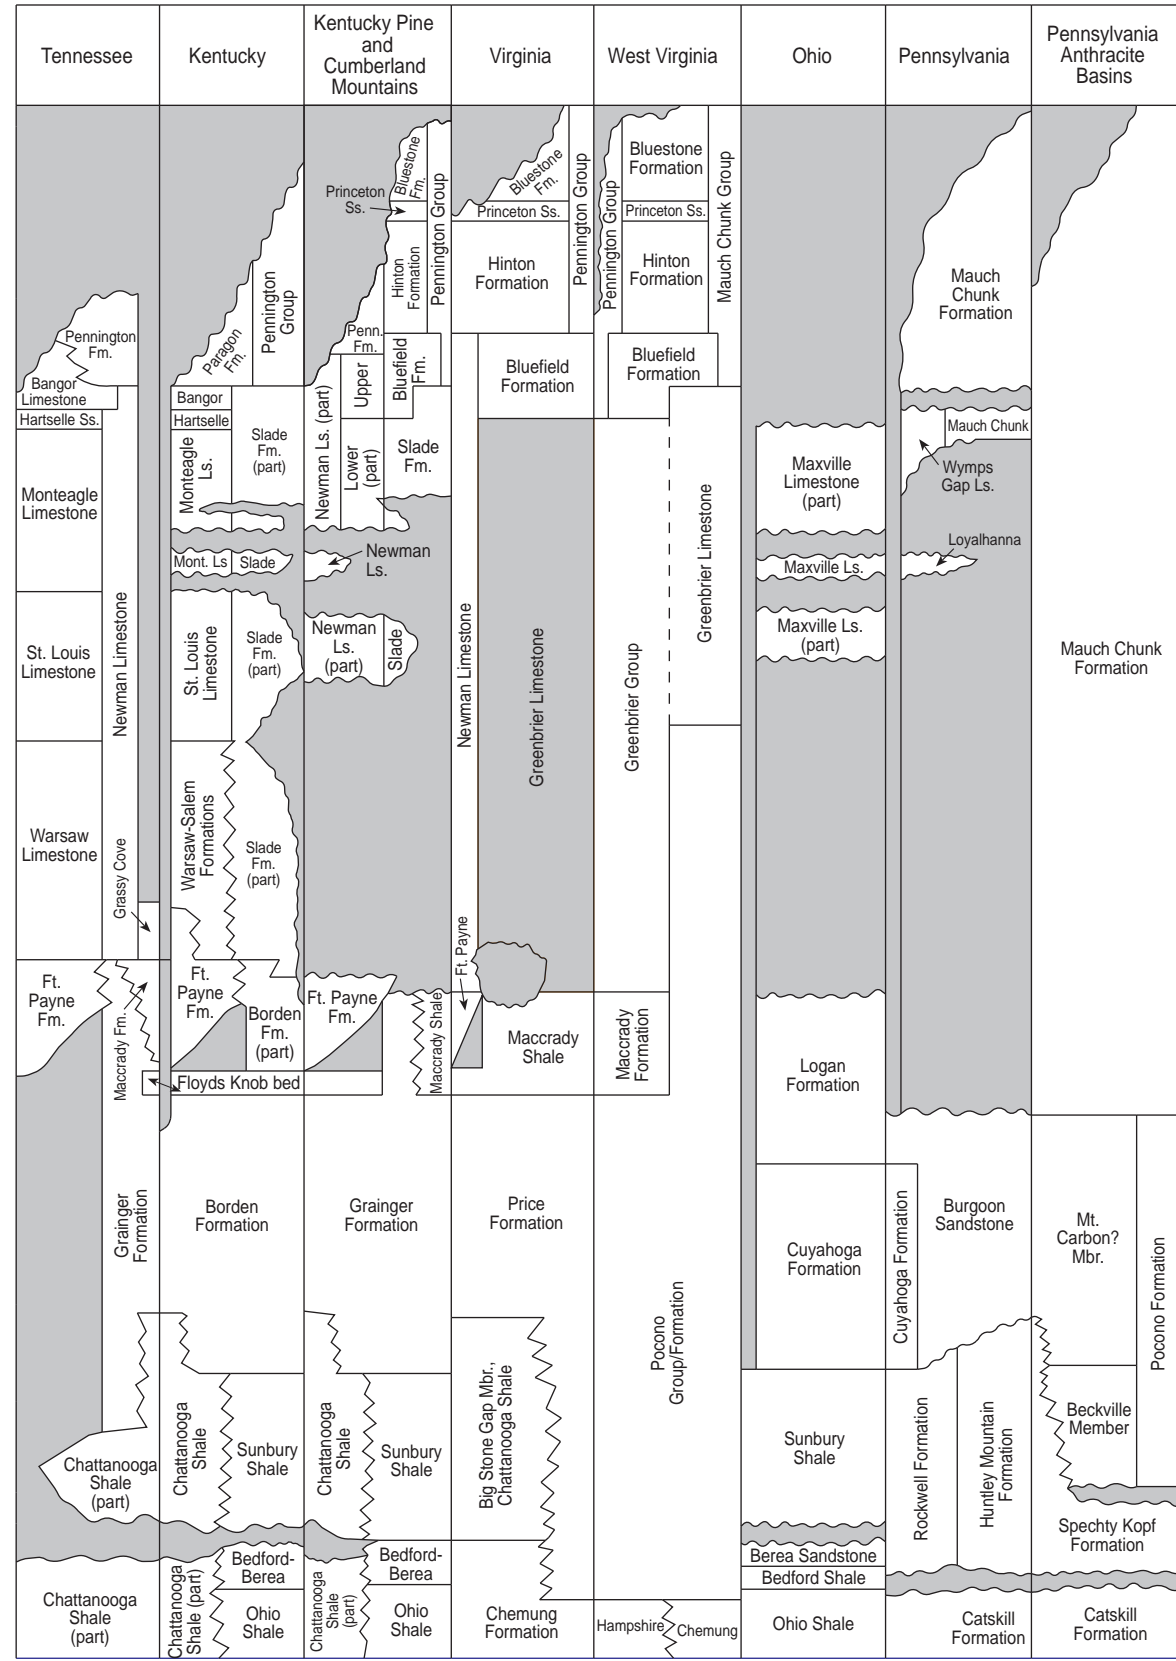 Tennessee
Kentucky
Kentucky Pine
and
Cumberland
Mountains
Virginia
West Virginia
Ohio
Pennsylvania
Pennsylvania
Anthracite
Basins
Pennington
Fm.
Bangor
Limestone
Hartselle Ss.
Monteagle
Limestone
St. Louis
Limestone
Warsaw
Limestone
Newman Limestone
Grassy Cove
Ft.
Payne
Fm.
Maccrady Fm.
Grainger
Formation
Chattanooga
Shale
(part)
Chattanooga
Shale
(part)
Paragon
Fm.
Pennington
Group
Bangor
Hartselle
Monteagle
Ls.
Slade
Fm.
(part)
Mont. Ls
Slade
St. Louis
Limestone
Slade
Fm.
(part)
Warsaw-Salem
Formations
Slade
Fm.
(part)
Ft.
Payne
Fm.
Borden
Fm.
(part)
Floyds Knob bed
Borden
Formation
Chattanooga
Shale
Sunbury
Shale
Chattanooga
Shale (part)
Bedford-
Berea
Ohio
Shale
Princeton
Ss.
Bluestone
Fm.
Pennington Group
Hinton
Formation
Penn.
Fm.
Bluefield
Fm.
Upper
Newman Ls. (part)
Lower
(part)
Slade
Fm.
Newman
Ls.
Newman
Ls.
(part)
Slade
Ft. Payne
Fm.
Maccrady Shale
Grainger
Formation
Chattanooga
Shale
Sunbury
Shale
Chattanooga
Shale
(part)
Bedford-
Berea
Ohio
Shale
Bluestone
Fm.
Princeton Ss.
Pennington Group
Hinton
Formation
Bluefield
Formation
Newman Limestone
Greenbrier Limestone
Ft. Payne
Maccrady
Shale
Price
Formation
Big Stone Gap Mbr.,
Chattanooga Shale
Chemung
Formation
Pennington Group
Bluestone
Formation
Princeton Ss.
Hinton
Formation
Mauch Chunk Group
Bluefield
Formation
Greenbrier Group
Greenbrier Limestone
Maccrady
Formation
Pocono
Group/Formation
Hampshire
Chemung
Maxville
Limestone
(part)
Maxville Ls.
Maxville Ls.
(part)
Logan
Formation
Cuyahoga
Formation
Sunbury
Shale
Berea Sandstone
Bedford Shale
Ohio Shale
Mauch
Chunk
Formation
Mauch Chunk
Wymps
Gap Ls.
Loyalhanna
Cuyahoga Formation
Burgoon
Sandstone
Rockwell Formation
Huntley Mountain
Formation
Catskill
Formation
Mauch Chunk
Formation
Mt.
Carbon?
Mbr.
Pocono Formation
Beckville
Member
Spechty Kopf
Formation
Catskill
Formation